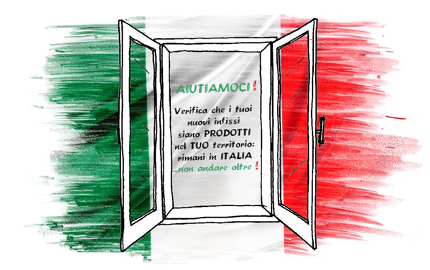 AIUTIAMOCI!
Verifica che i tuoi
nuovi infissi
siano PRODOTTI
nel TUO territorio:
rimani in ITALIA
non andare oltre!